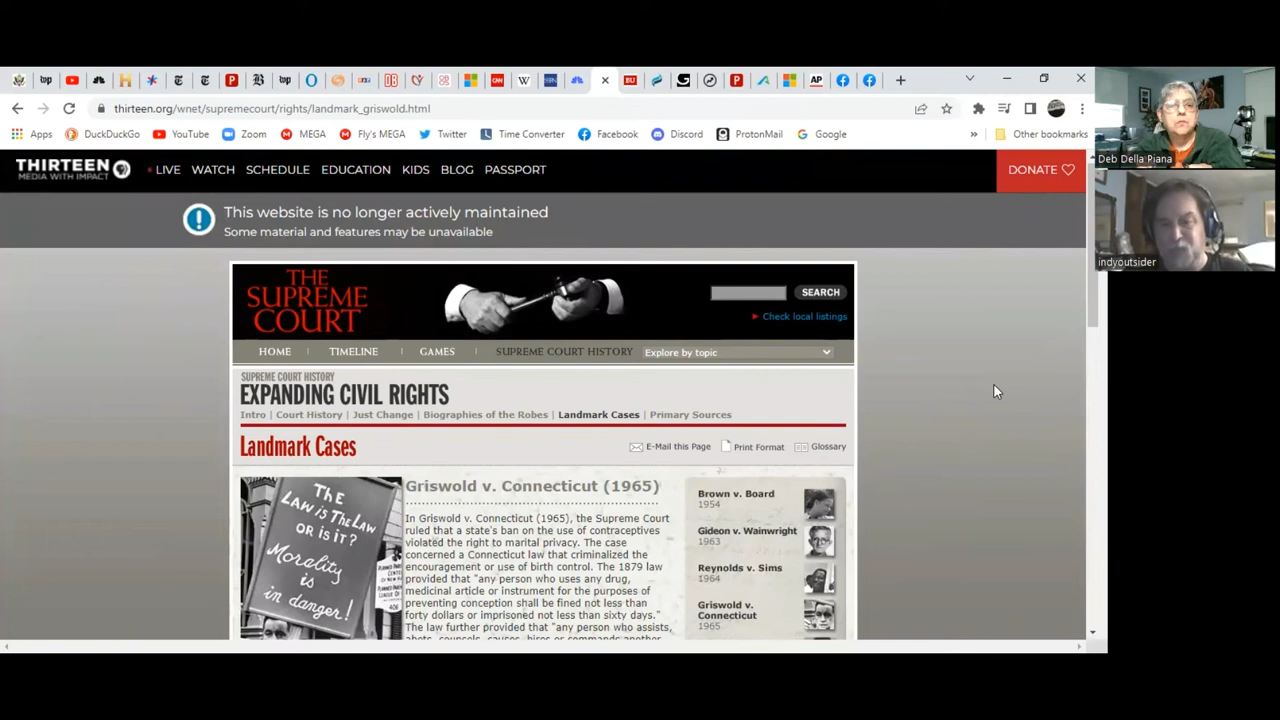 thirteen.org/wnet/supremecourt/rights/landmark_griswold.html
Apps DuckDuckGo YouTube Zoom MEGA Fly's MEGA Twitter Time Converter Facebook Discord ProtonMail Google » Other bookmarks
THIRTEEN
MEDIA WITH IMPACT
LIVE WATCH SCHEDULE EDUCATION KIDS BLOG PASSPORT DONATE
Deb Della Piana
indyoutsider
This website is no longer actively maintained
Some material and features may be unavailable
THE
SUPREME
COURT
SEARCH
Check local listings
HOME TIMELINE GAMES SUPREME COURT HISTORY Explore by topic
SUPREME COURT HISTORY
EXPANDING CIVIL RIGHTS
Intro | Court History | Just Change | Biographies of the Robes | Landmark Cases | Primary Sources
Landmark Cases
E-Mail this Page Print Format Glossary
The
Law is The Law
OR is IT?
Morality
is
in danger!
Griswold v. Connecticut (1965)
In Griswold v. Connecticut (1965), the Supreme Court
ruled that a state's ban on the use of contraceptives
violated the right to marital privacy. The case
concerned a Connecticut law that criminalized the
encouragement or use of birth control. The 1879 law
provided that "any person who uses any drug,
medicinal article or instrument for the purposes of
preventing conception shall be fined not less than
forty dollars or imprisoned not less than sixty days."
The law further provided that "any person who assists,
abets, counsels, causes, hires or commands another
Brown v. Board
1954
Gideon v. Wainwright
1963
Reynolds v. Sims
1964
Griswold v.
Connecticut
1965